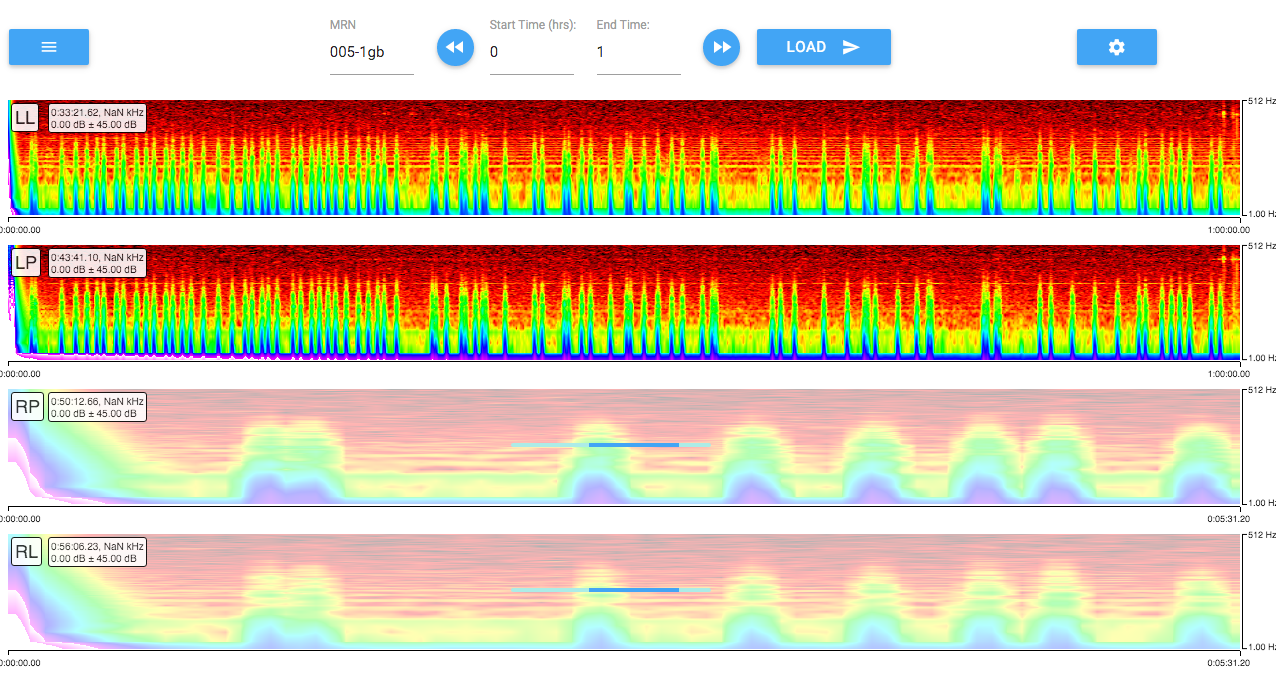 MRN
Start Time (hrs):
End Time:
005-1gb
0
1
LOAD
512 Hz
LL
0:33:21.62, NaN kHz
0.00 dB ± 45.00 dB
1.00 Hz
0:00:00.00
1:00:00.00
512 Hz
LP
0:43:41.10, NaN kHz
0.00 dB ± 45.00 dB
1.00 Hz
0:00:00.00
1:00:00.00
512 Hz
RP
0:50:12.66, NaN kHz
0.00 dB ± 45.00 dB
1.00 Hz
0:00:00.00
0:05:31.20
512 Hz
RL
0:56:06.23, NaN kHz
0.00 dB ± 45.00 dB
1.00 Hz
0:00:00.00
0:05:31.20